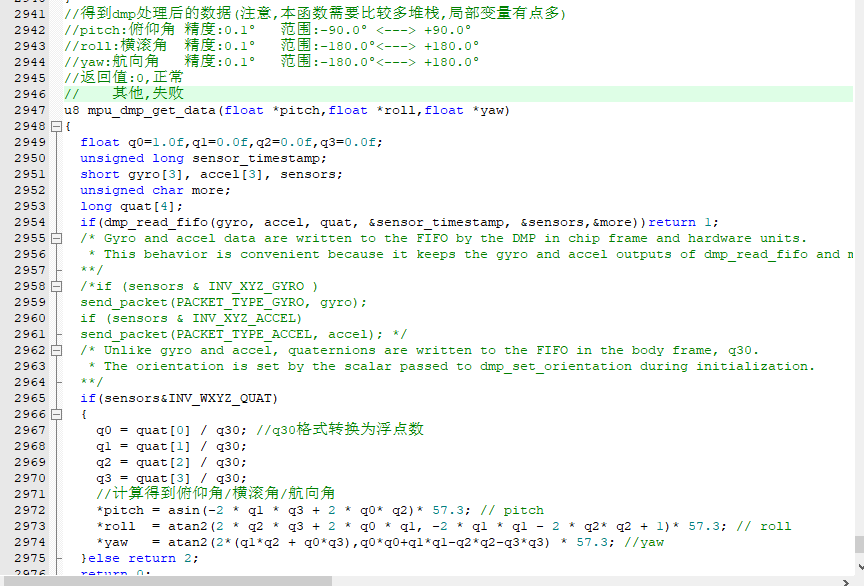 2941 //得到dmp处理后的数据(注意,本函数需要比较多堆栈,局部变量有点多)
2942 //pitch:俯仰角 精度:0.1° 范围:-90.0° <---> +90.0°
2943 //roll:横滚角 精度:0.1° 范围:-180.0°<---> +180.0°
2944 //yaw:航向角 精度:0.1° 范围:-180.0°<---> +180.0°
2945 //返回值:0,正常
2946 // 其他,失败
2947 u8 mpu_dmp_get_data(float *pitch,float *roll,float *yaw)
2948 {
2949 float q0=1.0f,q1=0.0f,q2=0.0f,q3=0.0f;
2950 unsigned long sensor_timestamp;
2951 short gyro[3], accel[3], sensors;
2952 unsigned char more;
2953 long quat[4];
2954 if(dmp_read_fifo(gyro, accel, quat, &sensor_timestamp, &sensors,&more))return 1;
2955 /* Gyro and accel data are written to the FIFO by the DMP in chip frame and hardware units.
2956 * This behavior is convenient because it keeps the gyro and accel outputs of dmp_read_fifo and m
2957 **/
2958 /*if (sensors & INV_XYZ_GYRO )
2959 send_packet(PACKET_TYPE_GYRO, gyro);
2960 if (sensors & INV_XYZ_ACCEL)
2961 send_packet(PACKET_TYPE_ACCEL, accel); */
2962 /* Unlike gyro and accel, quaternions are written to the FIFO in the body frame, q30.
2963 * The orientation is set by the scalar passed to dmp_set_orientation during initialization.
2964 **/
2965 if(sensors&INV_WXYZ_QUAT)
2966 {
2967 q0 = quat[0] / q30; //q30格式转换为浮点数
2968 q1 = quat[1] / q30;
2969 q2 = quat[2] / q30;
2970 q3 = quat[3] / q30;
2971 //计算得到俯仰角/横滚角/航向角
2972 *pitch = asin(-2 * q1 * q3 + 2 * q0* q2)* 57.3; // pitch
2973 *roll = atan2(2 * q2 * q3 + 2 * q0 * q1, -2 * q1 * q1 - 2 * q2* q2 + 1)* 57.3; // roll
2974 *yaw = atan2(2*(q1*q2 + q0*q3),q0*q0+q1*q1-q2*q2-q3*q3) * 57.3; //yaw
2975 }else return 2;
2976 return 0;